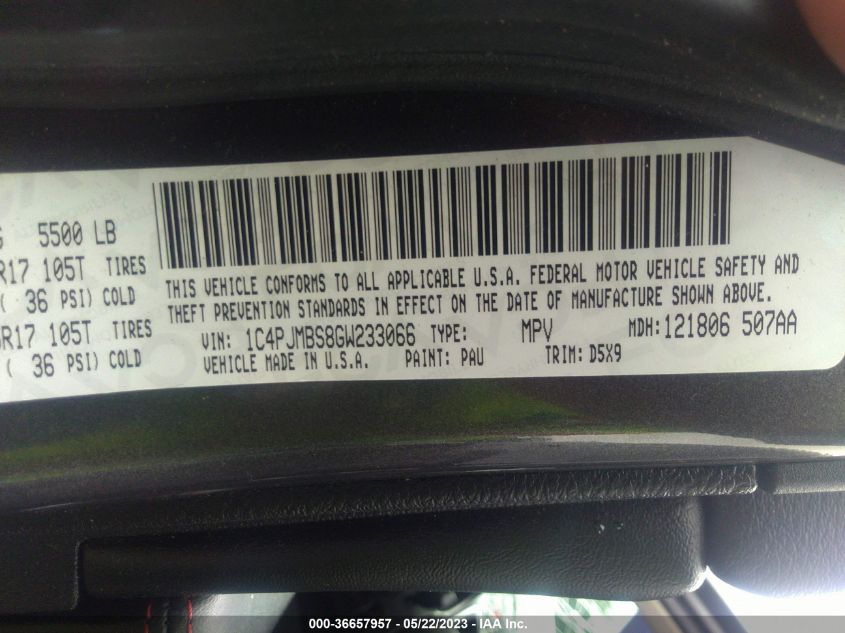 5500 LB
R17 105T TIRES
( 36 PSI) COLD
R17 105T TIRES
( 36 PSI) COLD
THIS VEHICLE CONFORMS TO ALL APPLICABLE U.S.A. FEDERAL MOTOR VEHICLE SAFETY AND
THEFT PREVENTION STANDARDS IN EFFECT ON THE DATE OF MANUFACTURE SHOWN ABOVE.
VIN: 1C4PJMBS8GW233066 TYPE: MPV MDH: 121806 507AA
VEHICLE MADE IN U.S.A. PAINT: PAU TRIM: D5X9
000-36657957 - 05/22/2023 - IAA Inc.